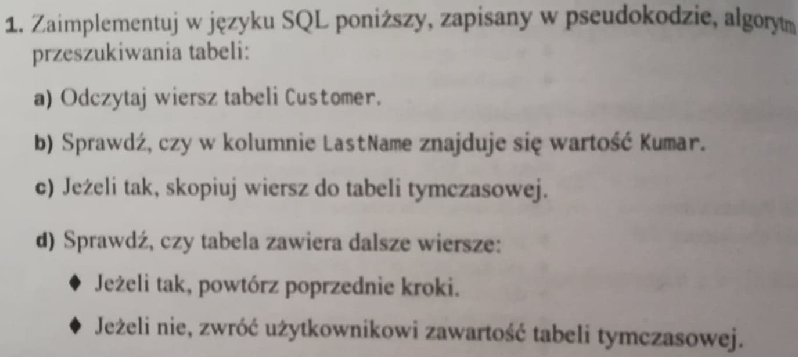 1. Zaimplementuj w języku SQL poniższy, zapisany w pseudokodzie, algorytm
przeszukiwania tabeli:
a) Odczytaj wiersz tabeli Customer.
b) Sprawdź, czy w kolumnie LastName znajduje się wartość Kumar.
c) Jeżeli tak, skopiuj wiersz do tabeli tymczasowej.
d) Sprawdź, czy tabela zawiera dalsze wiersze:
♦ Jeżeli tak, powtórz poprzednie kroki.
♦ Jeżeli nie, zwróć użytkownikowi zawartość tabeli tymczasowej.